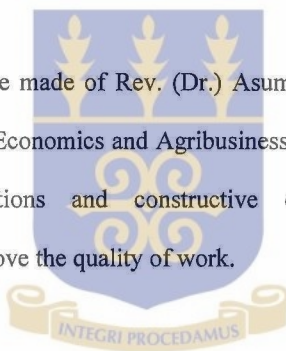 e made of Rev. (Dr.) Asum
Economics and Agribusiness
tions and constructive
ove the quality of work.
INTEGRI PROCEDAMUS